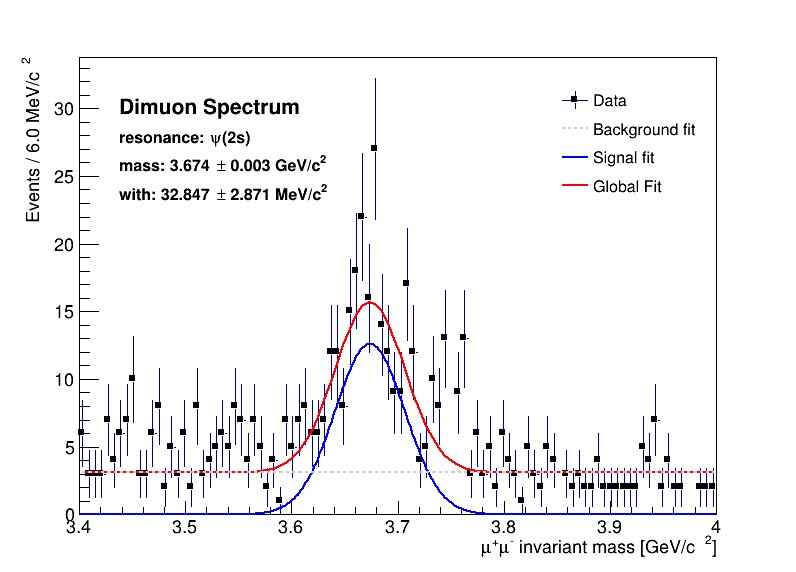 Dimuon Spectrum
resonance: ψ(2s)
mass: 3.674 ± 0.003 GeV/c²
with: 32.847 ± 2.871 MeV/c²
Data
Background fit
Signal fit
Global Fit
Events / 6.0 MeV/c ²
30
25
20
15
10
5
0
3.4 3.5 3.6 3.7 3.8 3.9 4
μ⁺μ⁻ invariant mass [GeV/c ²]